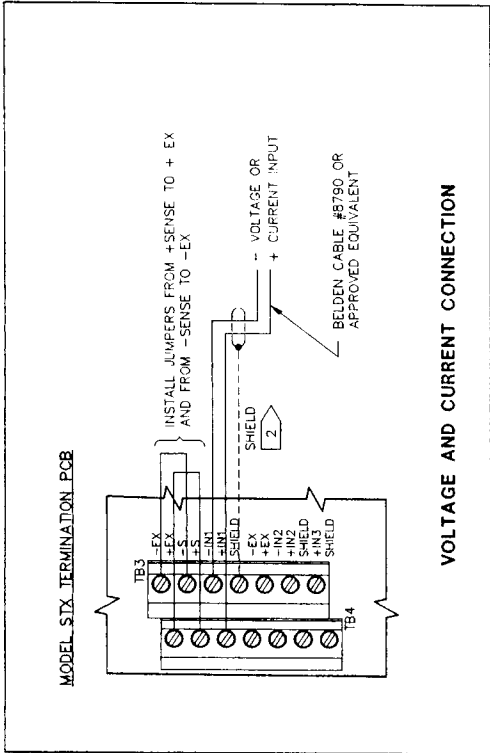 MODEL STX TERMINATION PCB
INSTALL JUMPERS FROM +SENSE TO + EX
AND FROM -SENSE TO -EX
TB3
-EX
+EX
-S
+S
-IN1
+IN1
SHIELD
-EX
+EX
-IN2
+IN2
SHIELD
+IN3
SHIELD
TB4
SHIELD
2
- VOLTAGE OR
+ CURRENT INPUT
BELDEN CABLE #8790 OR
APPROVED EQUIVALENT
VOLTAGE AND CURRENT CONNECTION